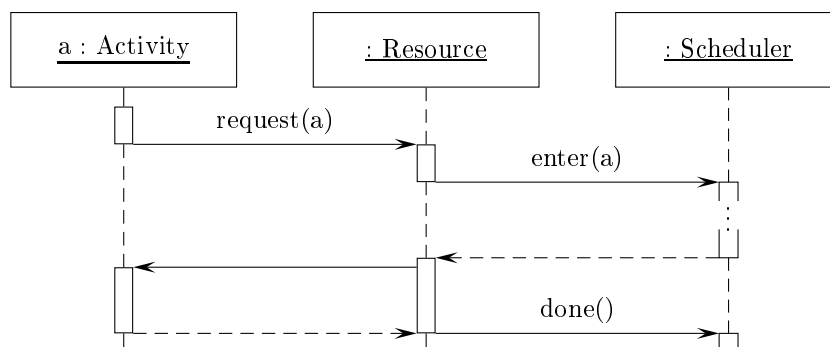 a : Activity
: Resource
: Scheduler
request(a)
enter(a)
done()